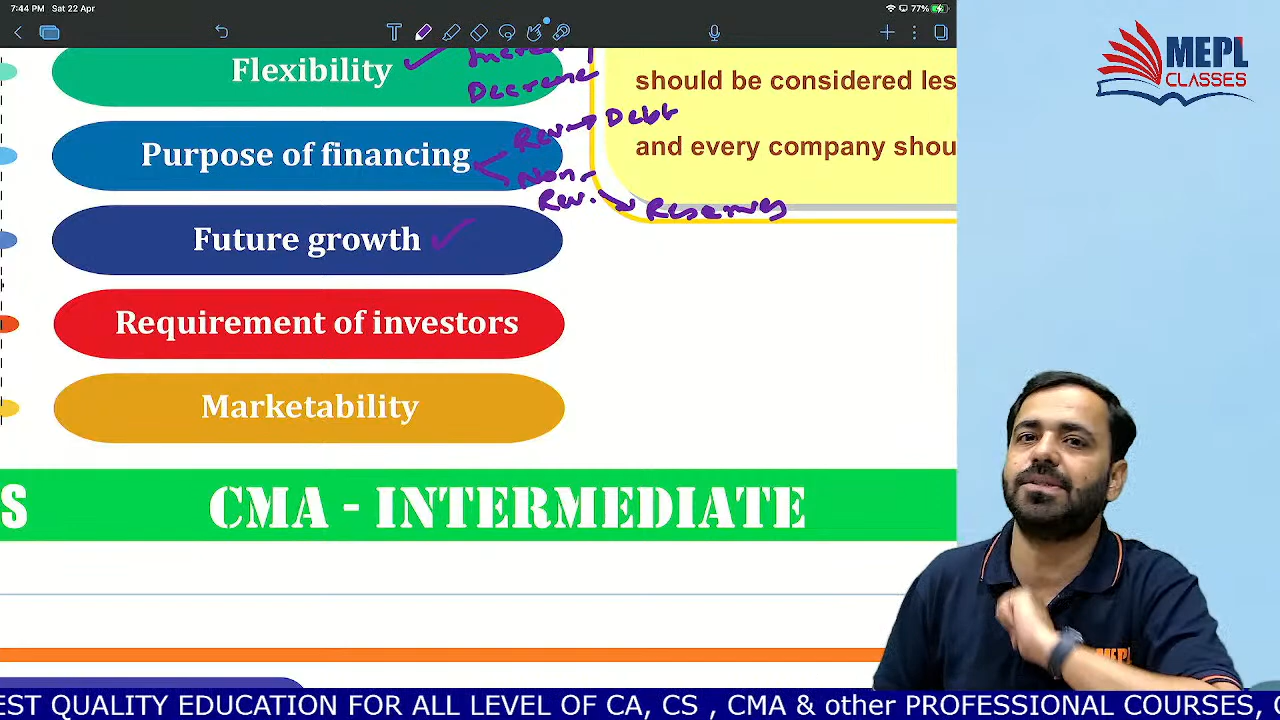 7:44 PM Sat 22 Apr
77%
T
MEPL
CLASSES
Flexibility
Decrease
should be considered les
Rev. → Debt
Purpose of financing
and every company shou
Non -
Rev.
Reserves
Future growth
Requirement of investors
Marketability
S
CMA - INTERMEDIATE
MEPL
EST QUALITY EDUCATION FOR ALL LEVEL OF CA, CS , CMA & other PROFESSIONAL COURSES,